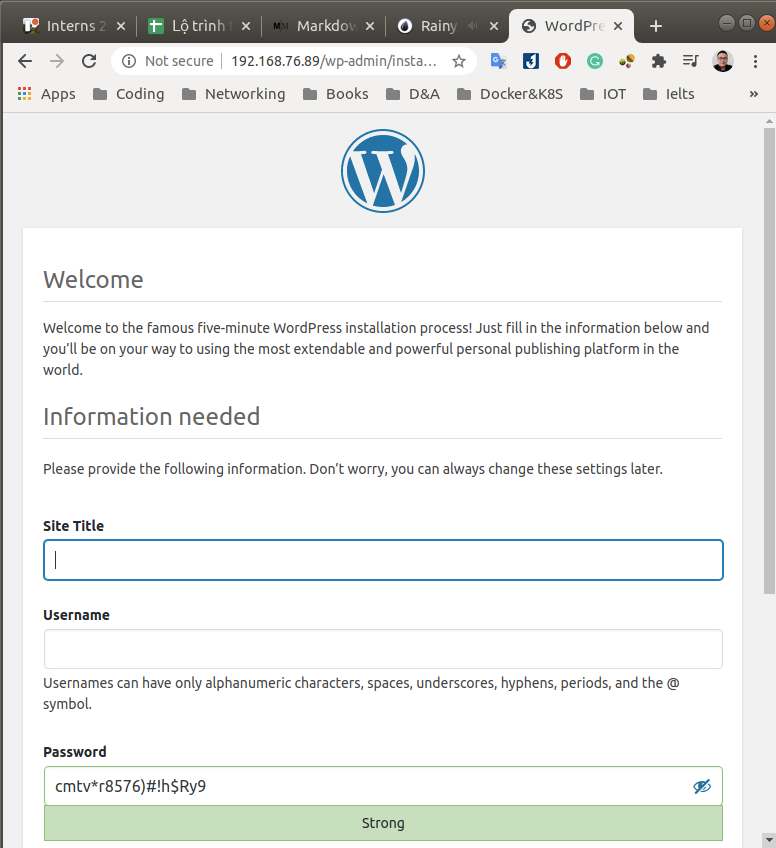 Interns 2
Lộ trình t
Markdow
Rainy
WordPre
Not secure
192.168.76.89/wp-admin/insta...
Apps
Coding
Networking
Books
D&A
Docker&K8S
IOT
Ielts
»
Welcome
Welcome to the famous five-minute WordPress installation process! Just fill in the information below and
you’ll be on your way to using the most extendable and powerful personal publishing platform in the
world.
Information needed
Please provide the following information. Don’t worry, you can always change these settings later.
Site Title
Username
Usernames can have only alphanumeric characters, spaces, underscores, hyphens, periods, and the @
symbol.
Password
cmtv*r8576)#!h$Ry9
Strong